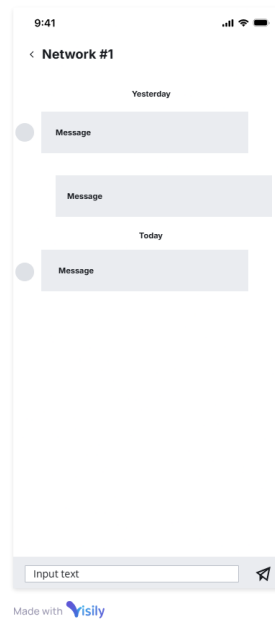 9:41
Network #1
Yesterday
Message
Message
Today
Message
Input text
Made with Visily